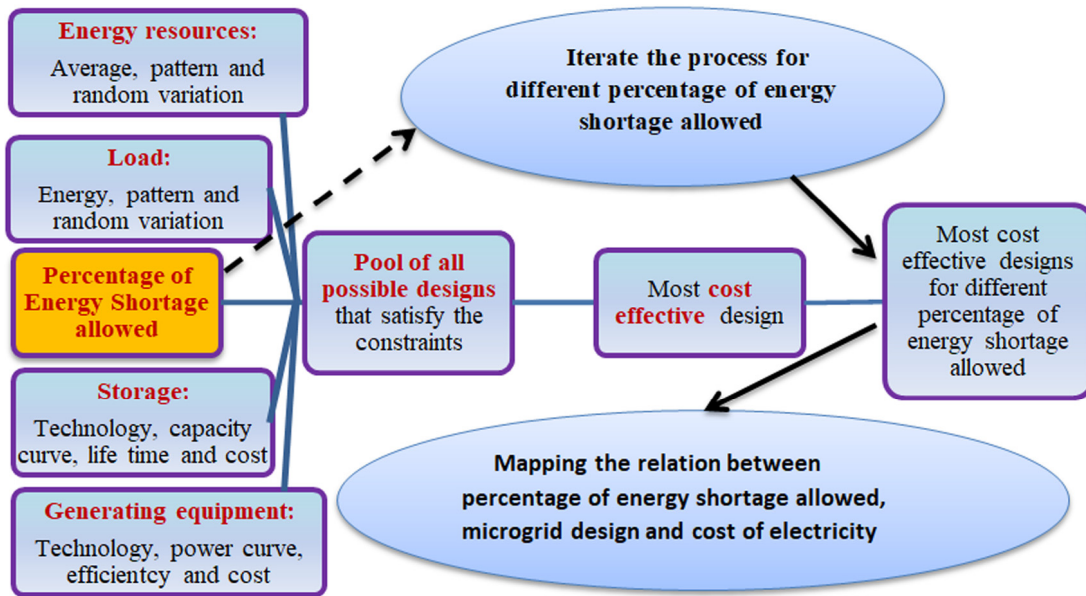 Energy resources:
Average, pattern and
random variation
Load:
Energy, pattern and
random variation
Percentage of
Energy Shortage
allowed
Storage:
Technology, capacity
curve, life time and cost
Generating equipment:
Technology, power curve,
efficientcy and cost
Pool of all
possible designs
that satisfy the
constraints
Most cost
effective design
Iterate the process for
different percentage of energy
shortage allowed
Most cost
effective designs
for different
percentage of
energy shortage
allowed
Mapping the relation between
percentage of energy shortage allowed,
microgrid design and cost of electricity